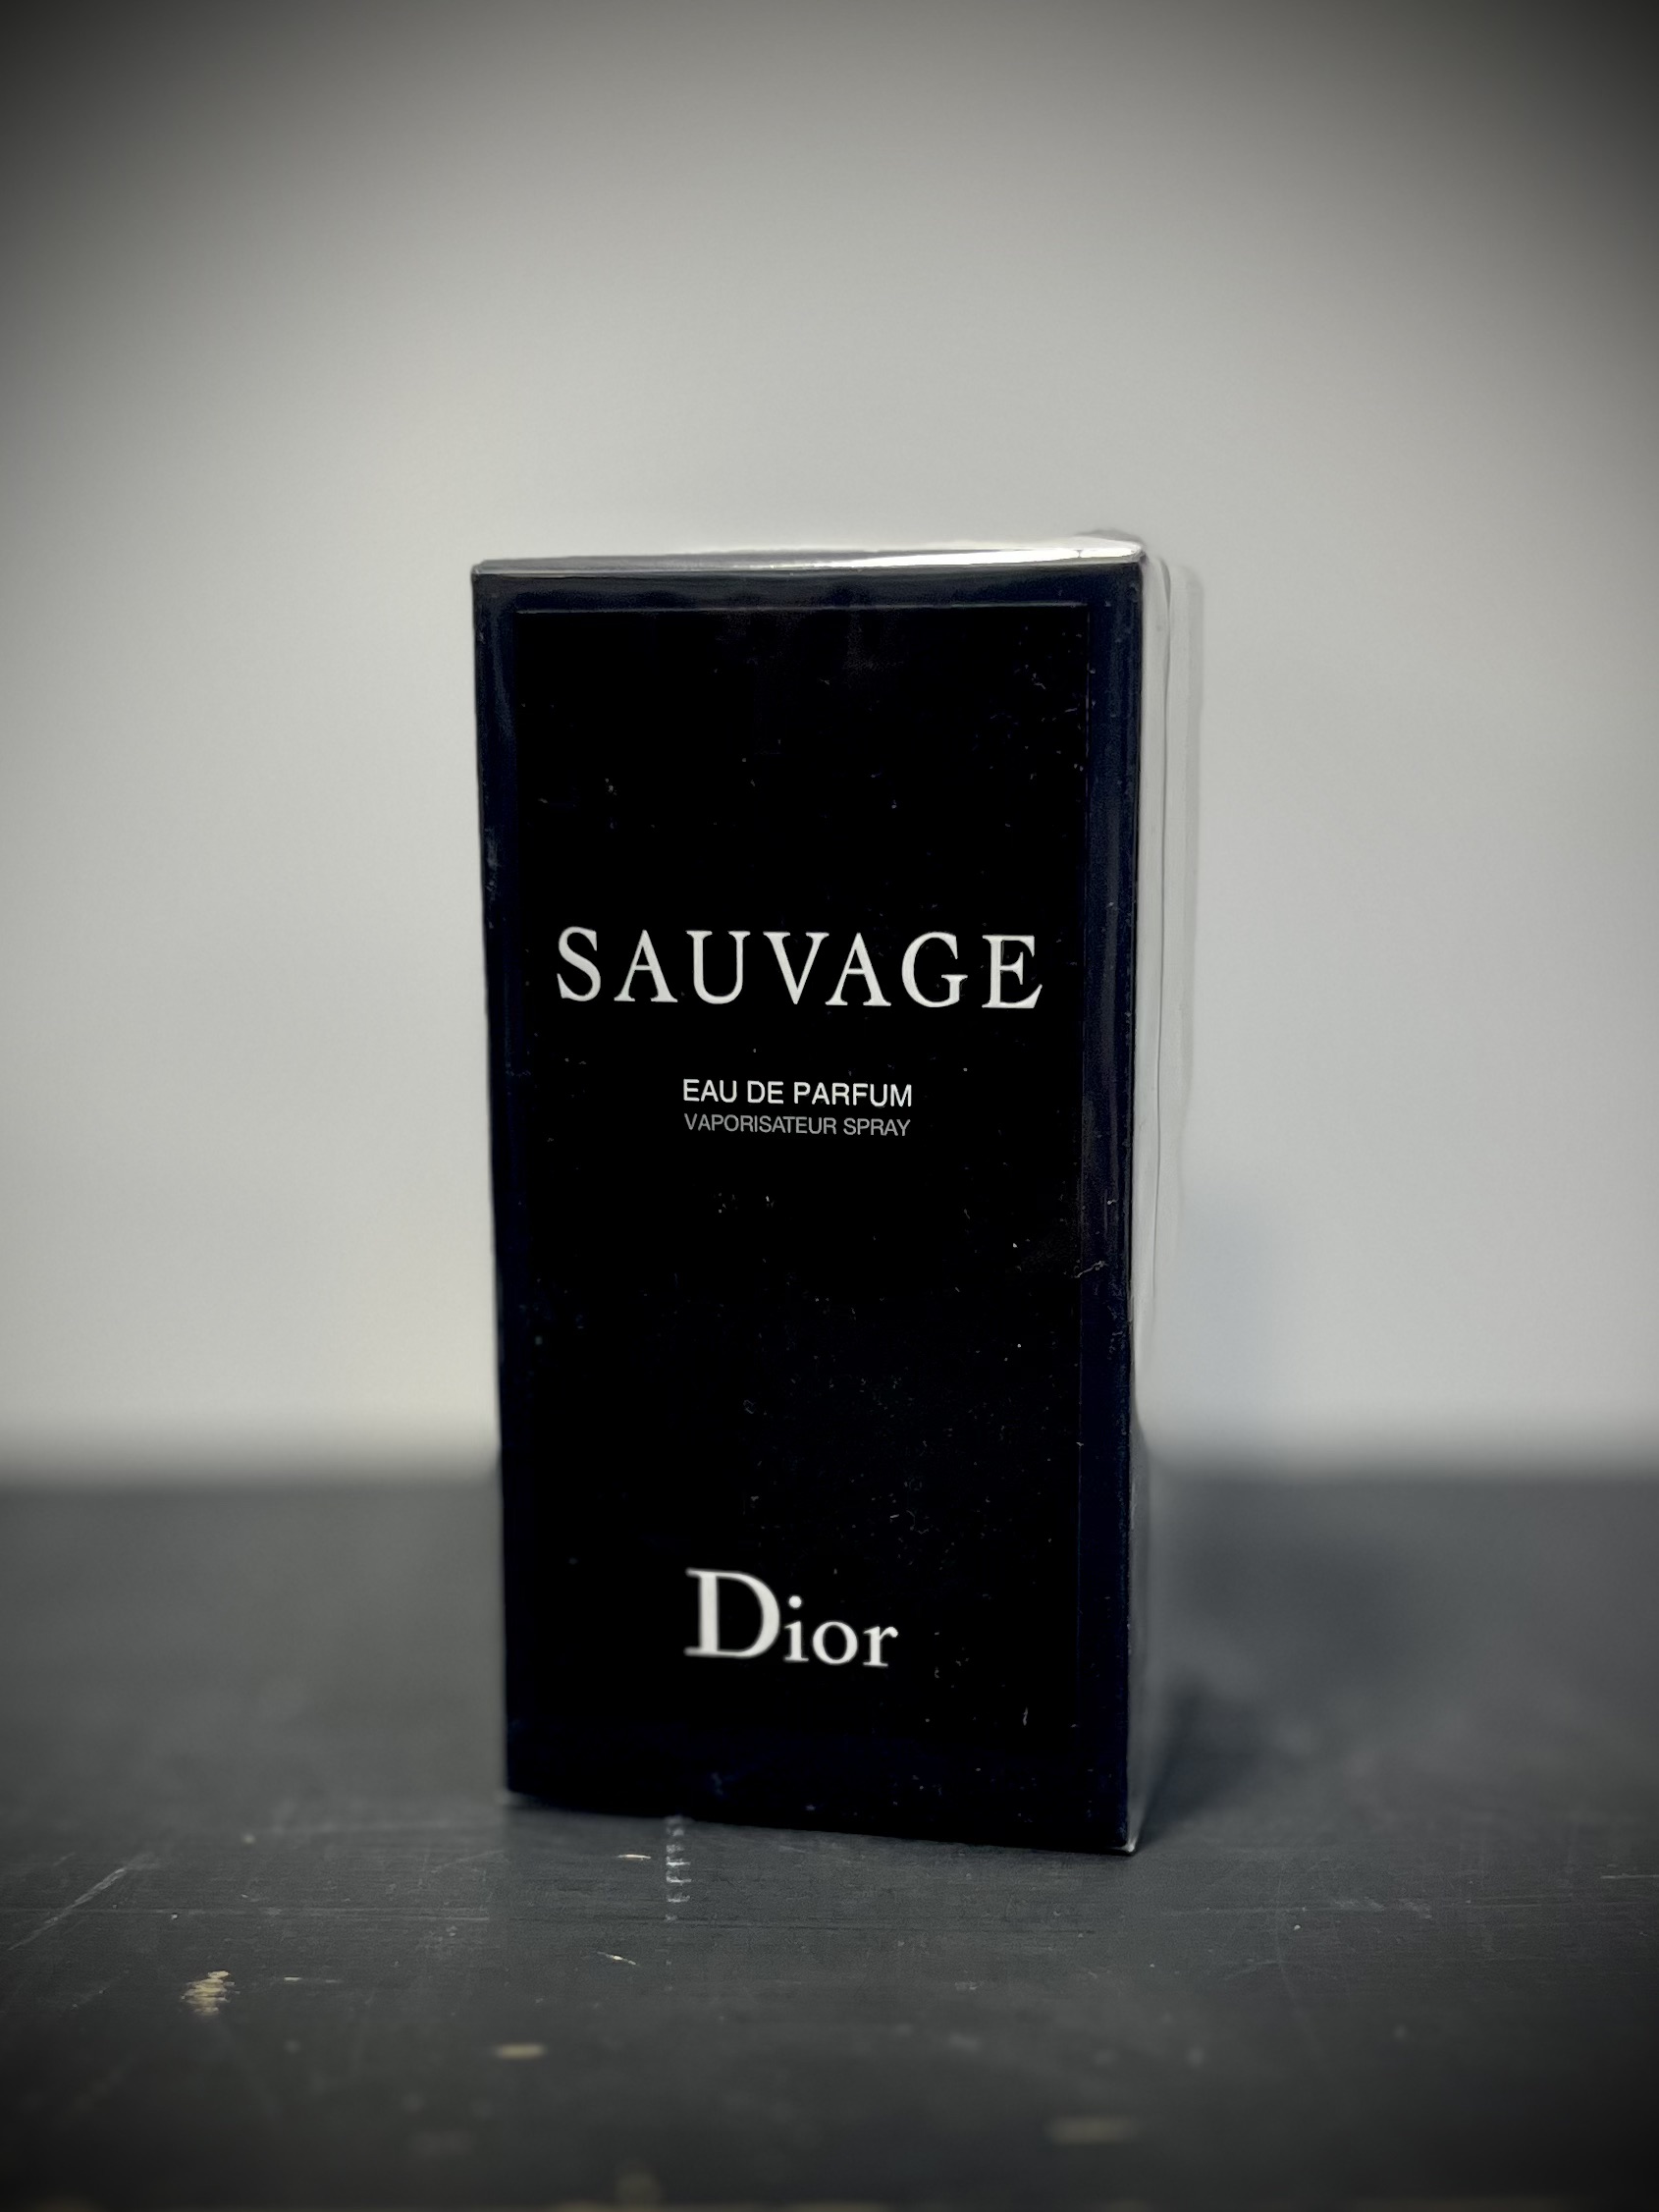 SAUVAGE
EAU DE PARFUM
VAPORISATEUR SPRAY
Dior